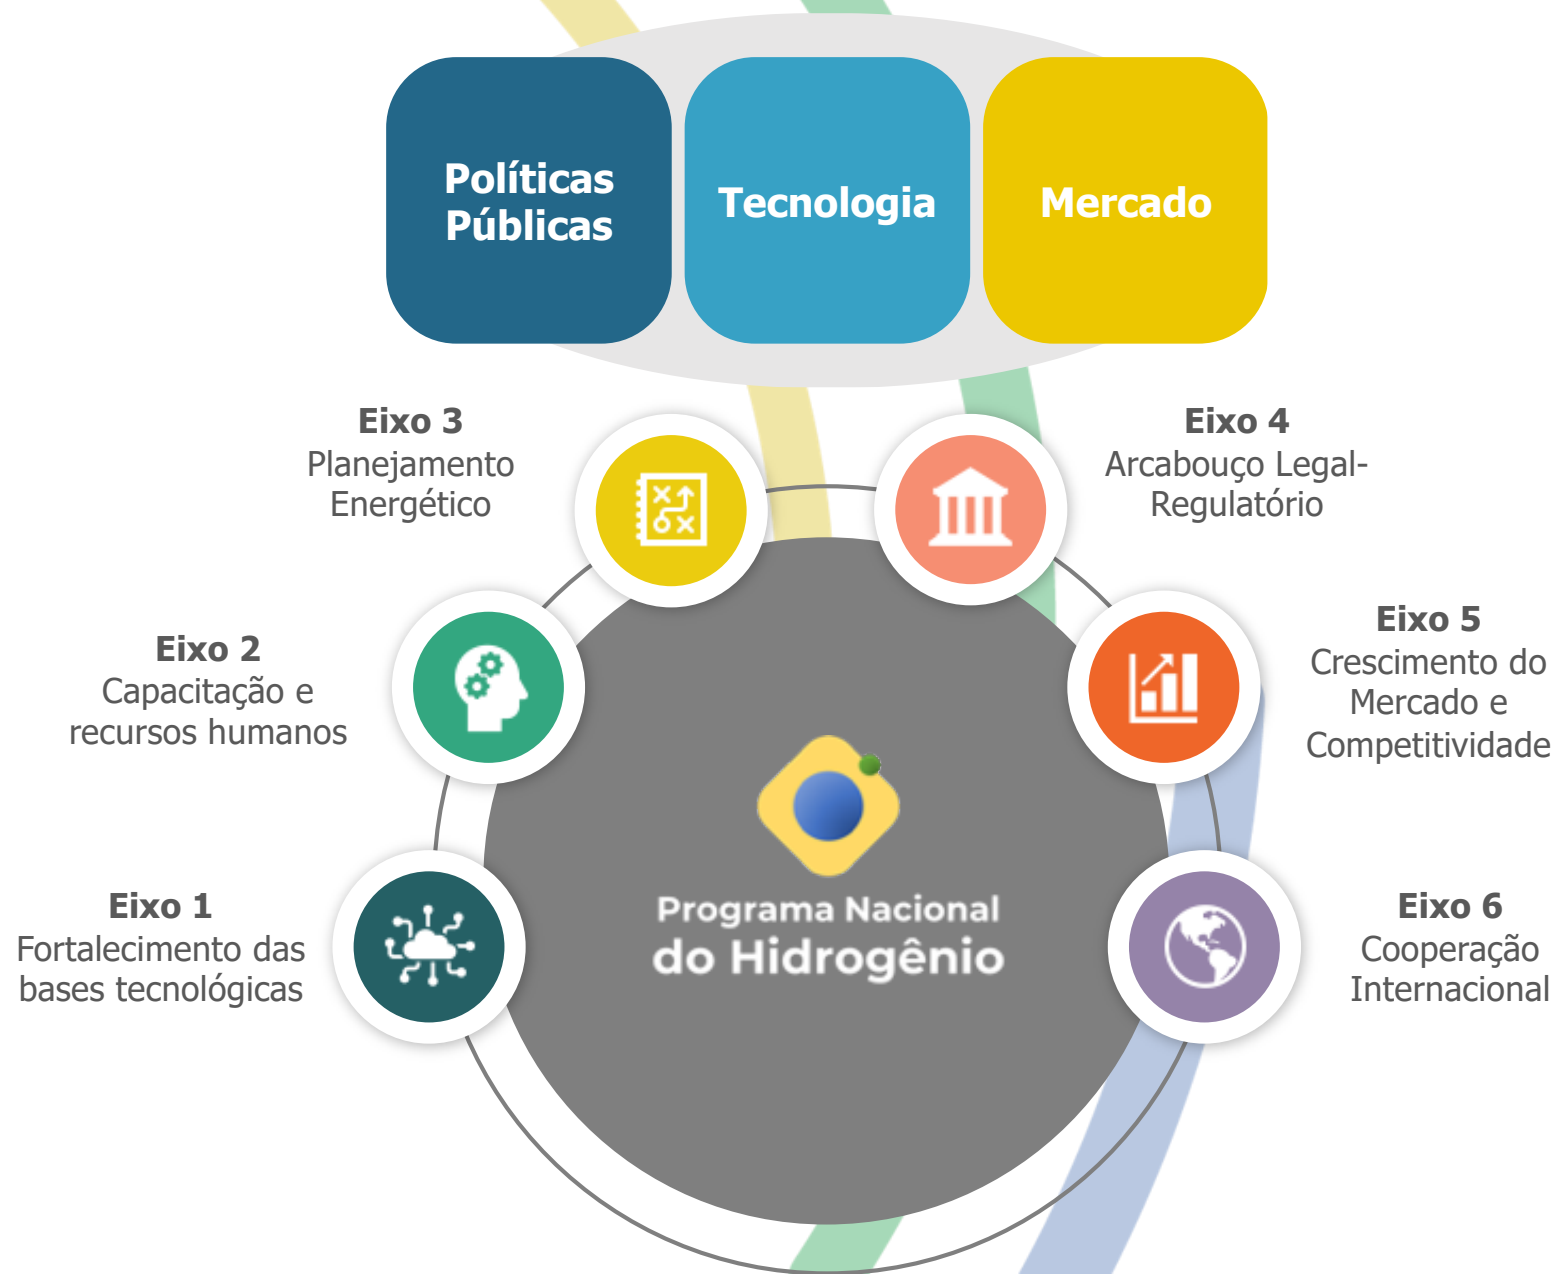 Políticas
Públicas
Tecnologia
Mercado
Eixo 3
Planejamento
Energético
Eixo 4
Arcabouço Legal-
Regulatório
Eixo 2
Capacitação e
recursos humanos
Eixo 5
Crescimento do
Mercado e
Competitividade
Eixo 1
Fortalecimento das
bases tecnológicas
Programa Nacional
do Hidrogênio
Eixo 6
Cooperação
Internacional